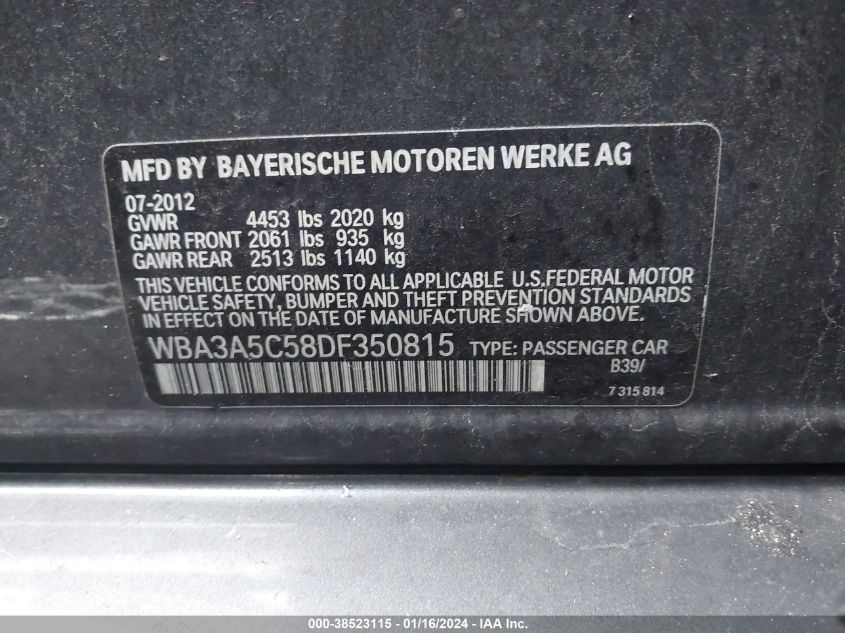 MFD BY BAYERISCHE MOTOREN WERKE AG
07-2012
GVWR 4453 lbs 2020 kg
GAWR FRONT 2061 lbs 935 kg
GAWR REAR 2513 lbs 1140 kg
THIS VEHICLE CONFORMS TO ALL APPLICABLE U.S.FEDERAL MOTOR
VEHICLE SAFETY, BUMPER AND THEFT PREVENTION STANDARDS
IN EFFECT ON THE DATE OF MANUFACTURE SHOWN ABOVE.
WBA3A5C58DF350815 TYPE: PASSENGER CAR
B39/
7 315 814
000-38523115 - 01/16/2024 - IAA Inc.